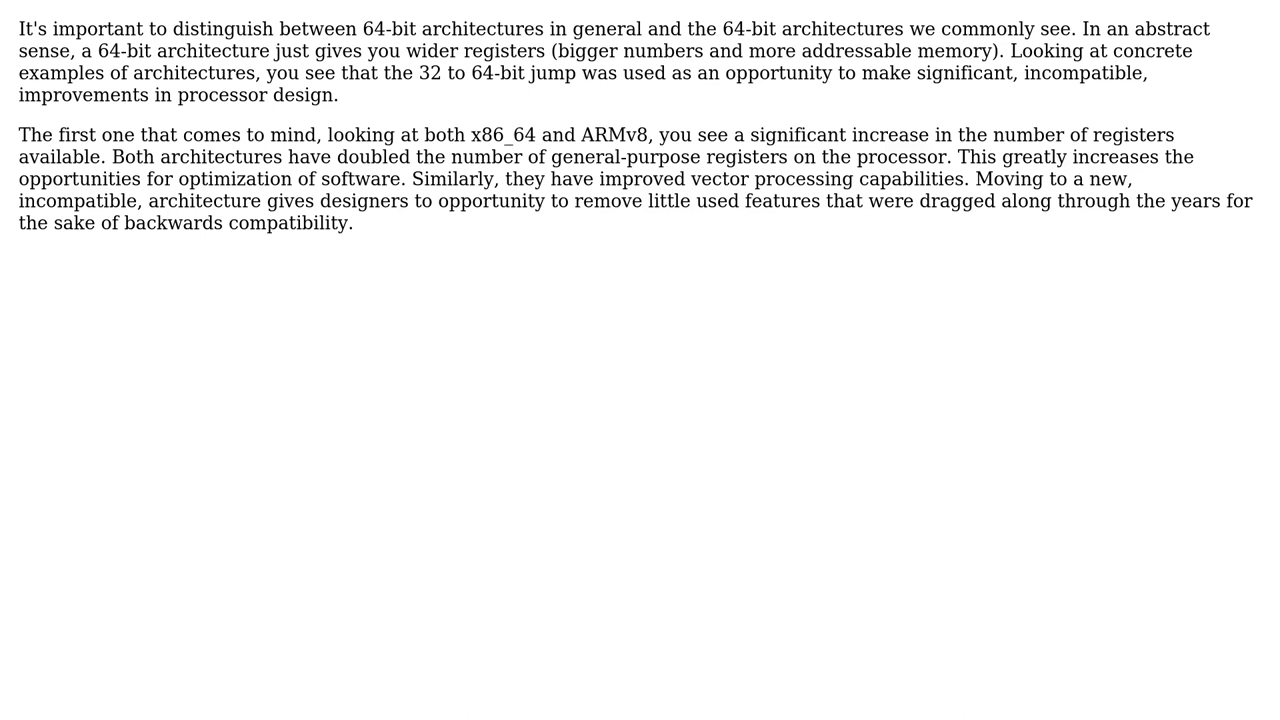 It's important to distinguish between 64-bit architectures in general and the 64-bit architectures we commonly see. In an abstract
sense, a 64-bit architecture just gives you wider registers (bigger numbers and more addressable memory). Looking at concrete
examples of architectures, you see that the 32 to 64-bit jump was used as an opportunity to make significant, incompatible,
improvements in processor design.
The first one that comes to mind, looking at both x86_64 and ARMv8, you see a significant increase in the number of registers
available. Both architectures have doubled the number of general-purpose registers on the processor. This greatly increases the
opportunities for optimization of software. Similarly, they have improved vector processing capabilities. Moving to a new,
incompatible, architecture gives designers to opportunity to remove little used features that were dragged along through the years for
the sake of backwards compatibility.